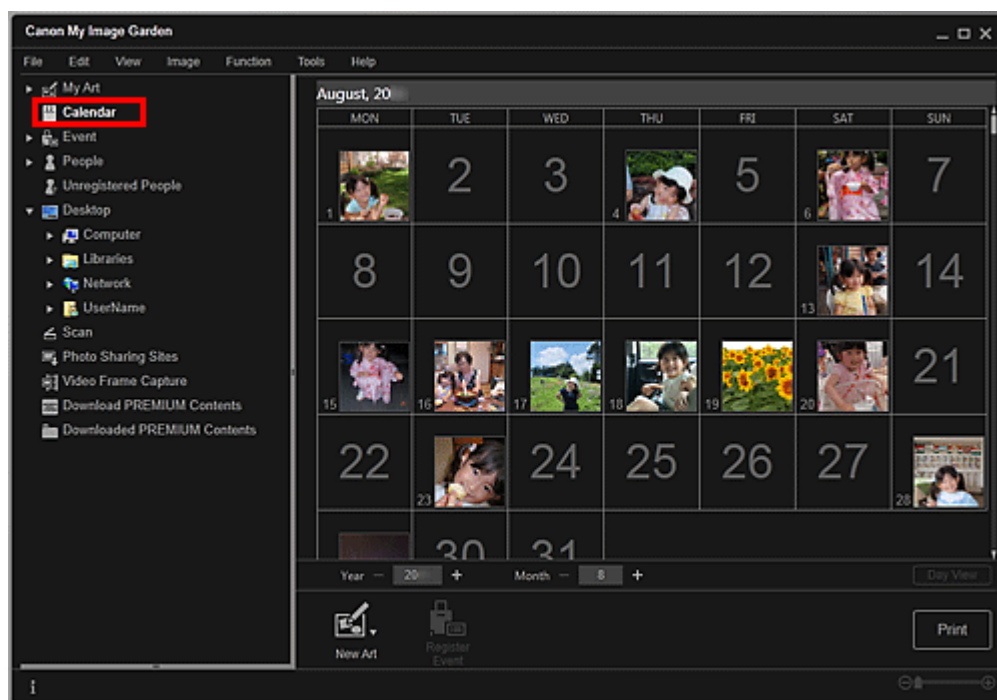 Canon My Image Garden
File Edit View Image Function Tools Help
My Art
Calendar
Event
People
Unregistered People
Desktop
Computer
Libraries
Network
UserName
Scan
Photo Sharing Sites
Video Frame Capture
Download PREMIUM Contents
Downloaded PREMIUM Contents
August, 20
MON TUE WED THU FRI SAT SUN
1 2 3 4 5 6 7
8 9 10 11 12 13 14
15 16 17 18 19 20 21
22 23 24 25 26 27 28
30 31
Year − 20 + Month − 8 + Day View
New Art
Register Event
Print